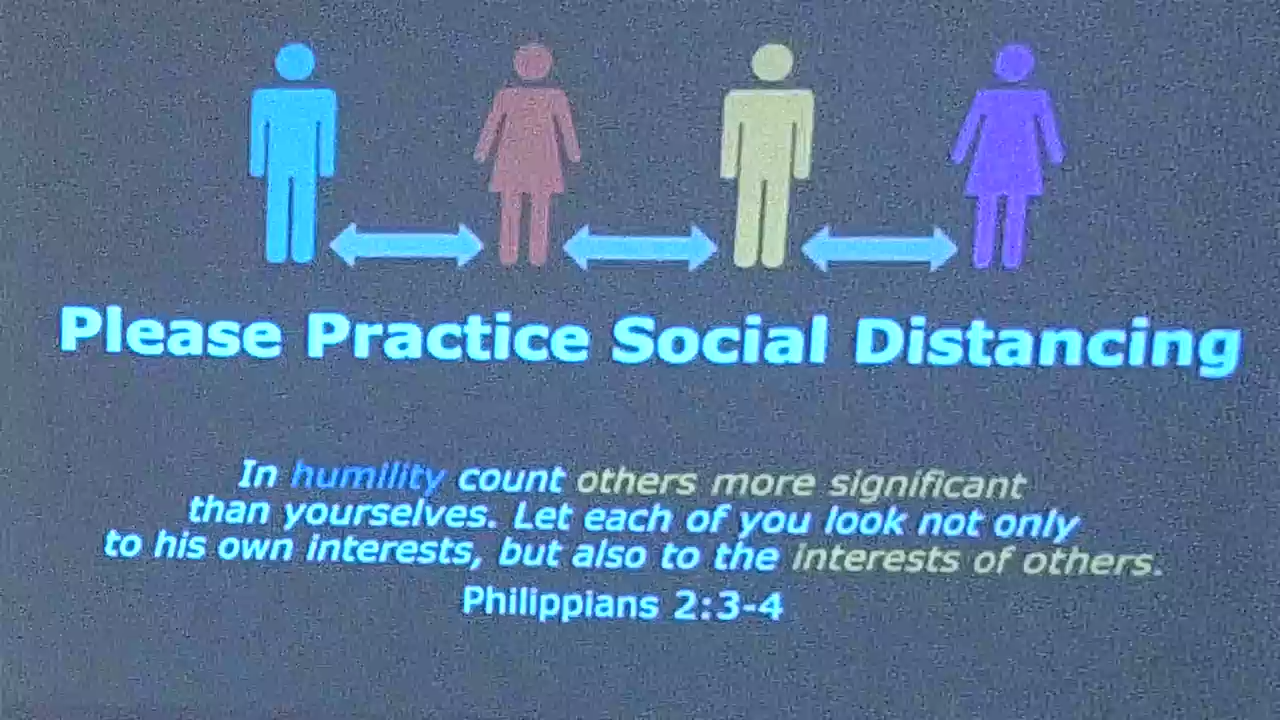 Please Practice Social Distancing
In humility count others more significant
than yourselves. Let each of you look not only
to his own interests, but also to the interests of others.
Philippians 2:3-4